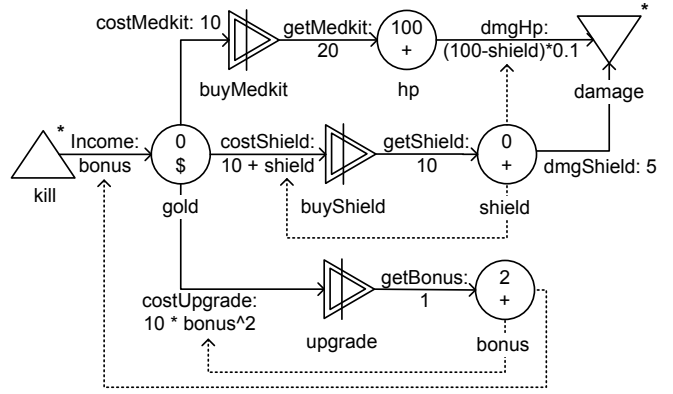 costMedkit: 10
getMedkit:
20
buyMedkit
100
+
hp
dmgHp:
(100-shield)*0.1
*
damage
*
kill
Income:
bonus
0
$
gold
costShield:
10 + shield
buyShield
getShield:
10
0
+
shield
dmgShield: 5
costUpgrade:
10 * bonus^2
upgrade
getBonus:
1
2
+
bonus